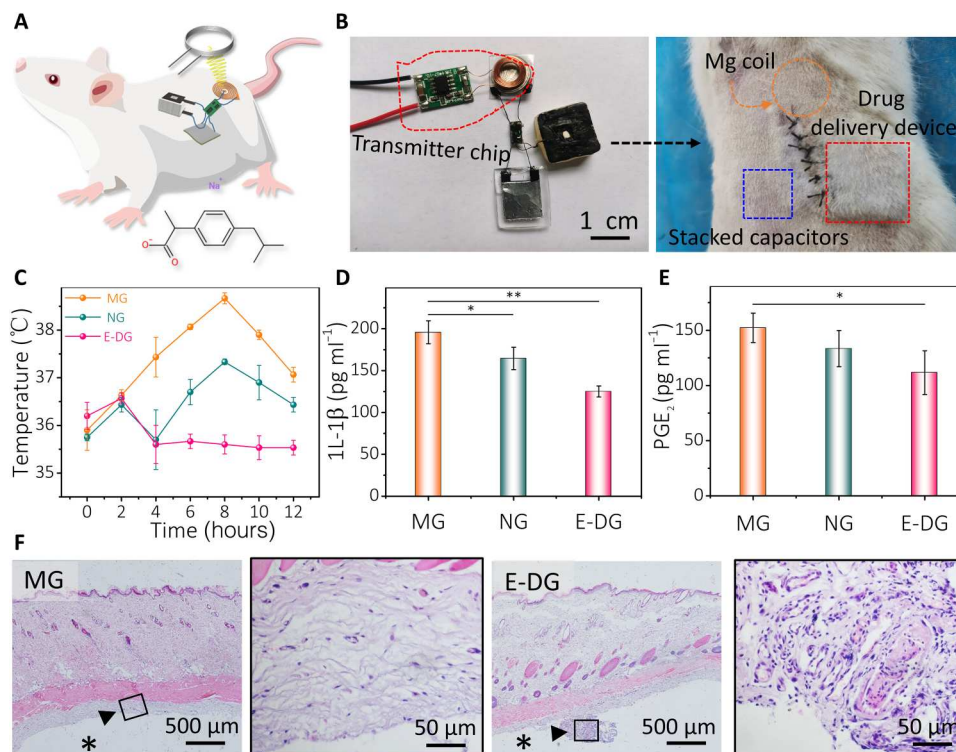 A
Na+
O-
O
B
Transmitter chip
1 cm
Mg coil
Drug
delivery device
Stacked capacitors
C
MG
NG
E-DG
Temperature (℃)
38
37
36
35
0 2 4 6 8 10 12
Time (hours)
D
**
*
1L-1β (pg ml⁻¹)
250
200
150
100
50
0
MG NG E-DG
E
*
PGE₂ (pg ml⁻¹)
200
150
100
50
0
MG NG E-DG
F
MG
*
500 μm
50 μm
E-DG
*
500 μm
50 μm